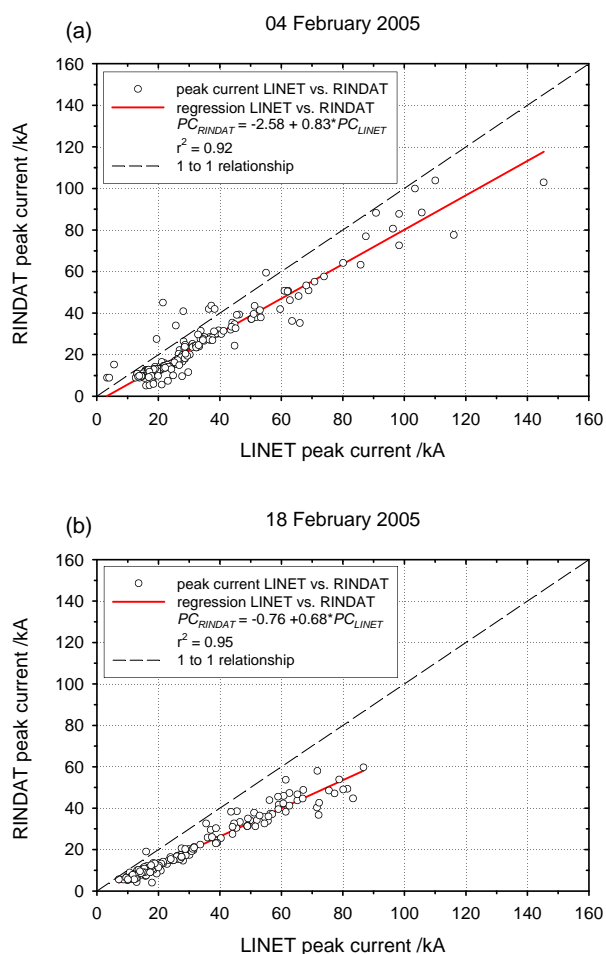 04 February 2005
(a)
160
140
120
100
80
60
40
20
0
RINDAT peak current /kA
peak current LINET vs. RINDAT
regression LINET vs. RINDAT
PC_RINDAT = -2.58 + 0.83*PC_LINET
r² = 0.92
1 to 1 relationship
0 20 40 60 80 100 120 140 160
LINET peak current /kA
18 February 2005
(b)
160
140
120
100
80
60
40
20
0
RINDAT peak current /kA
peak current LINET vs. RINDAT
regression LINET vs. RINDAT
PC_RINDAT = -0.76 +0.68*PC_LINET
r² = 0.95
1 to 1 relationship
0 20 40 60 80 100 120 140 160
LINET peak current /kA